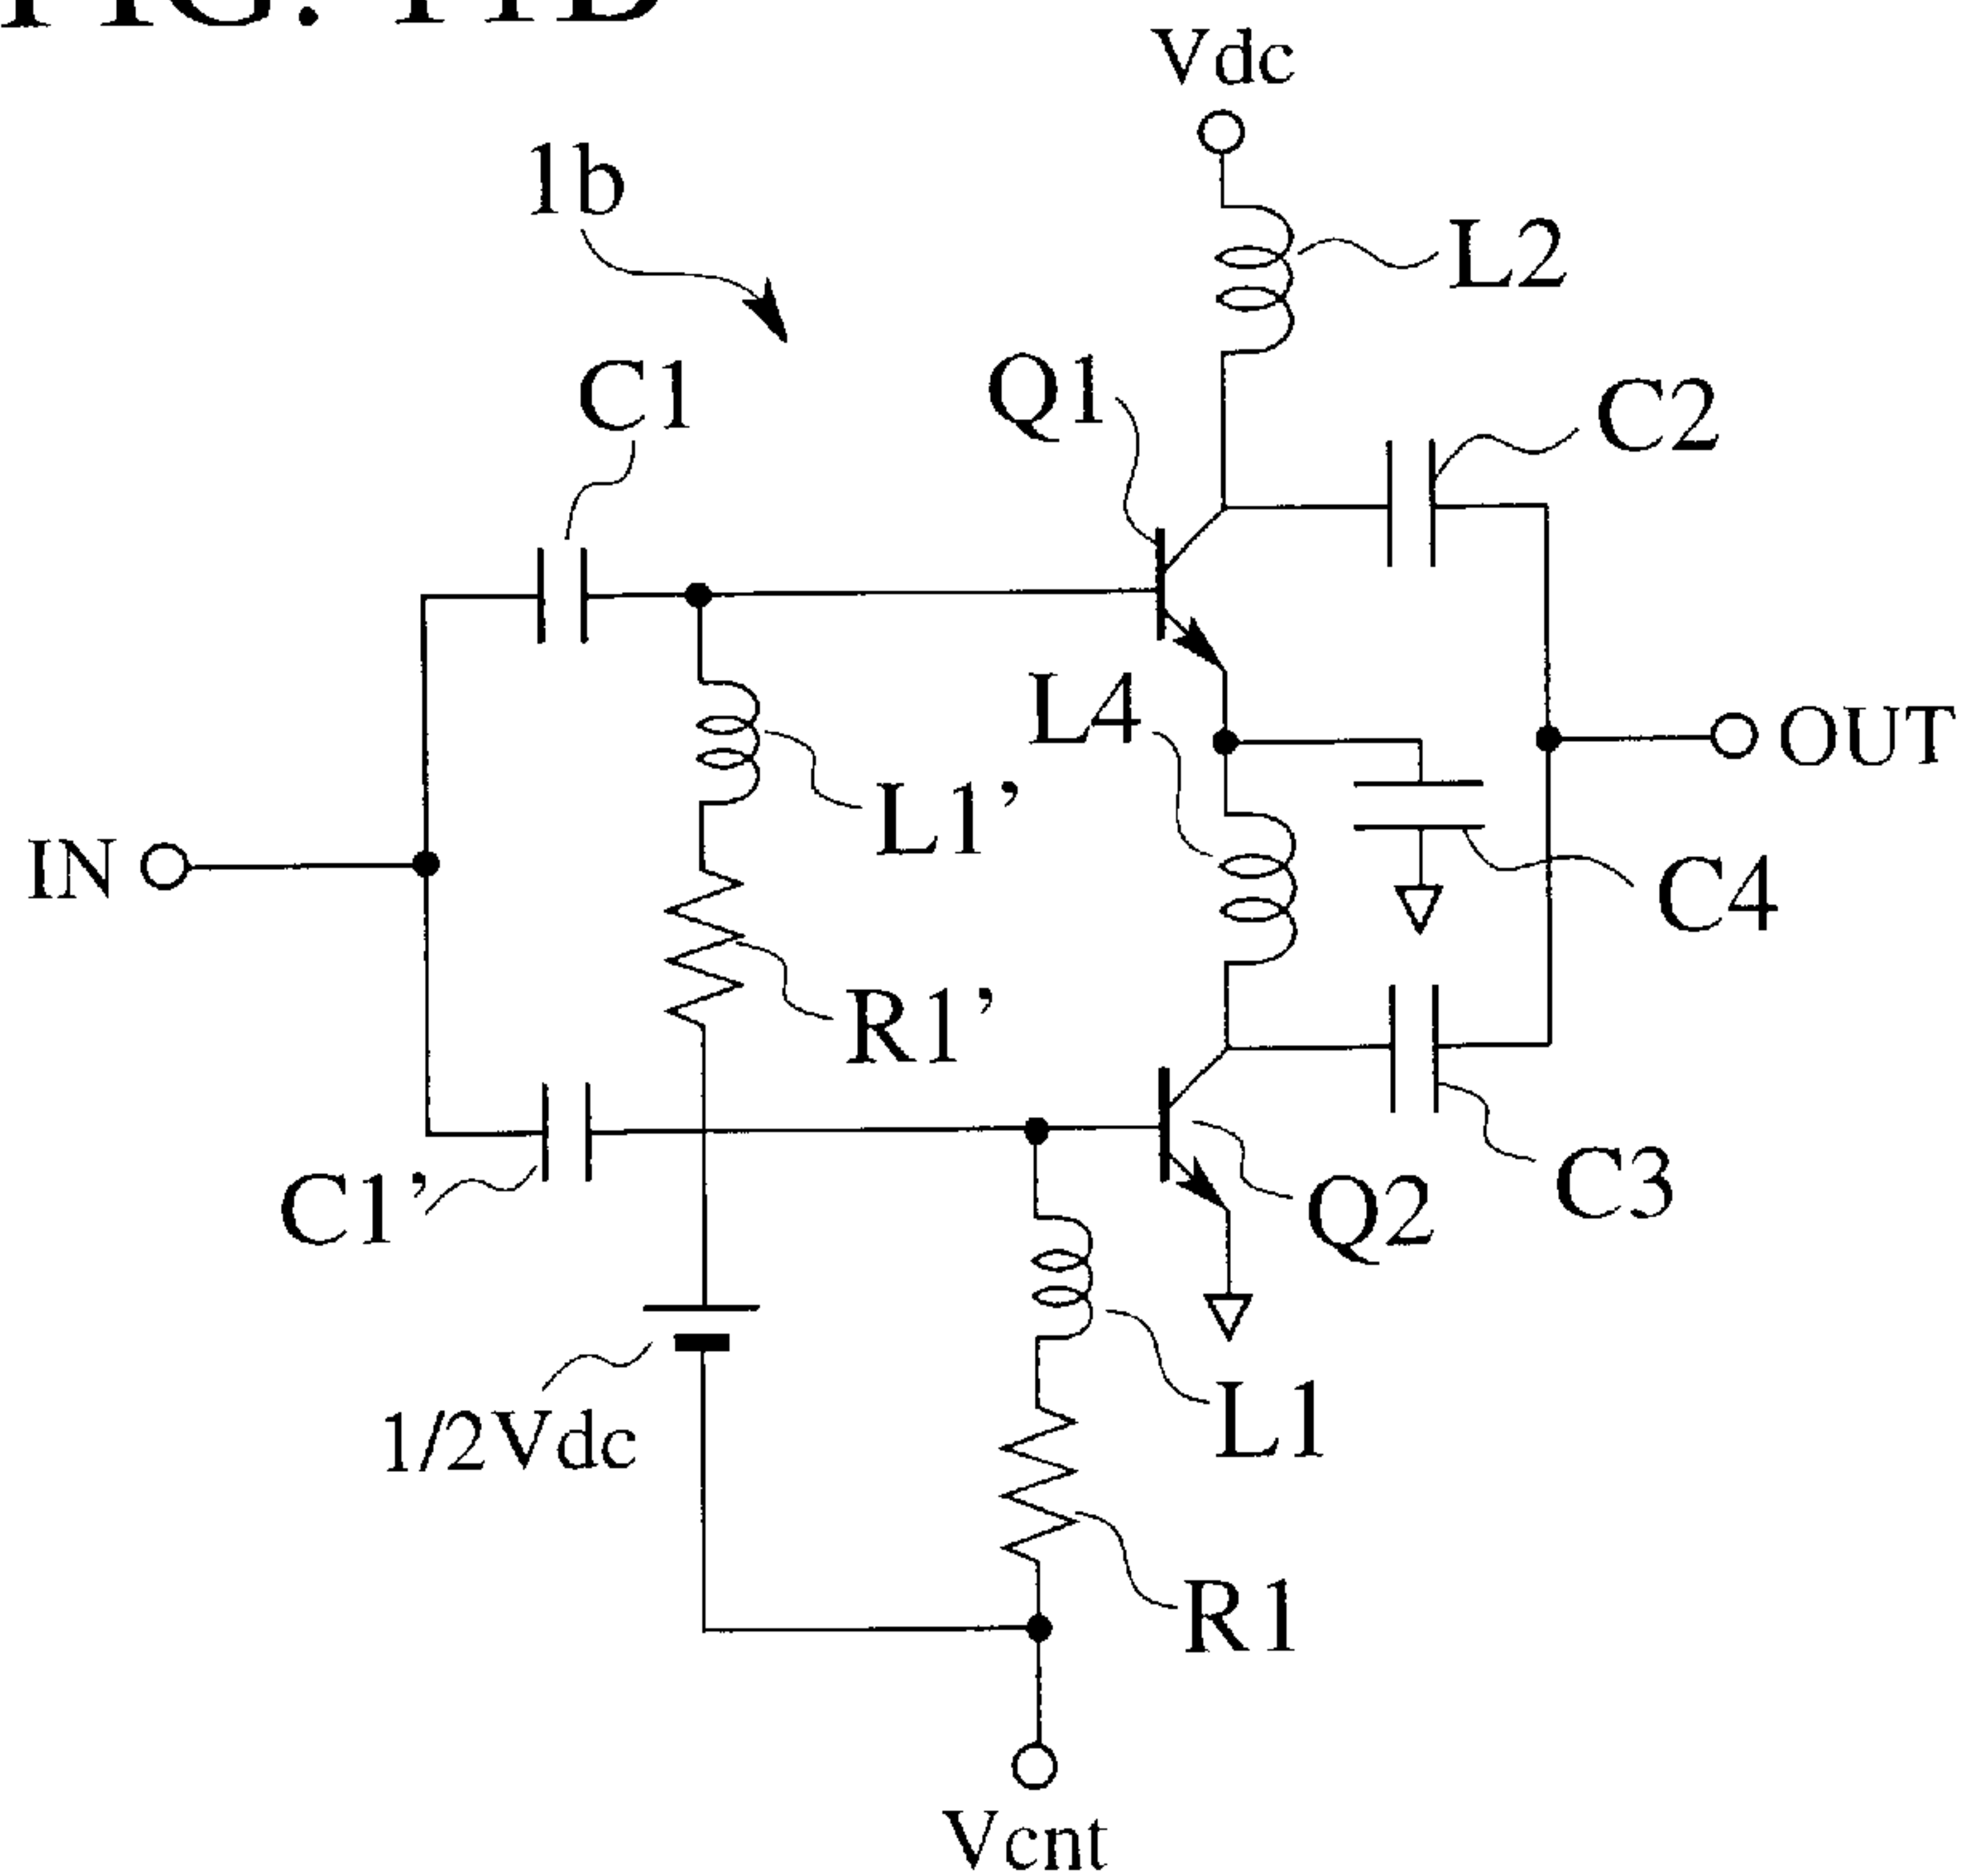 Vdc
1b
L2
Q1
C2
C1
L4
OUT
L1’
IN
C4
R1’
C3
C1’
Q2
L1
1/2Vdc
R1
Vcnt